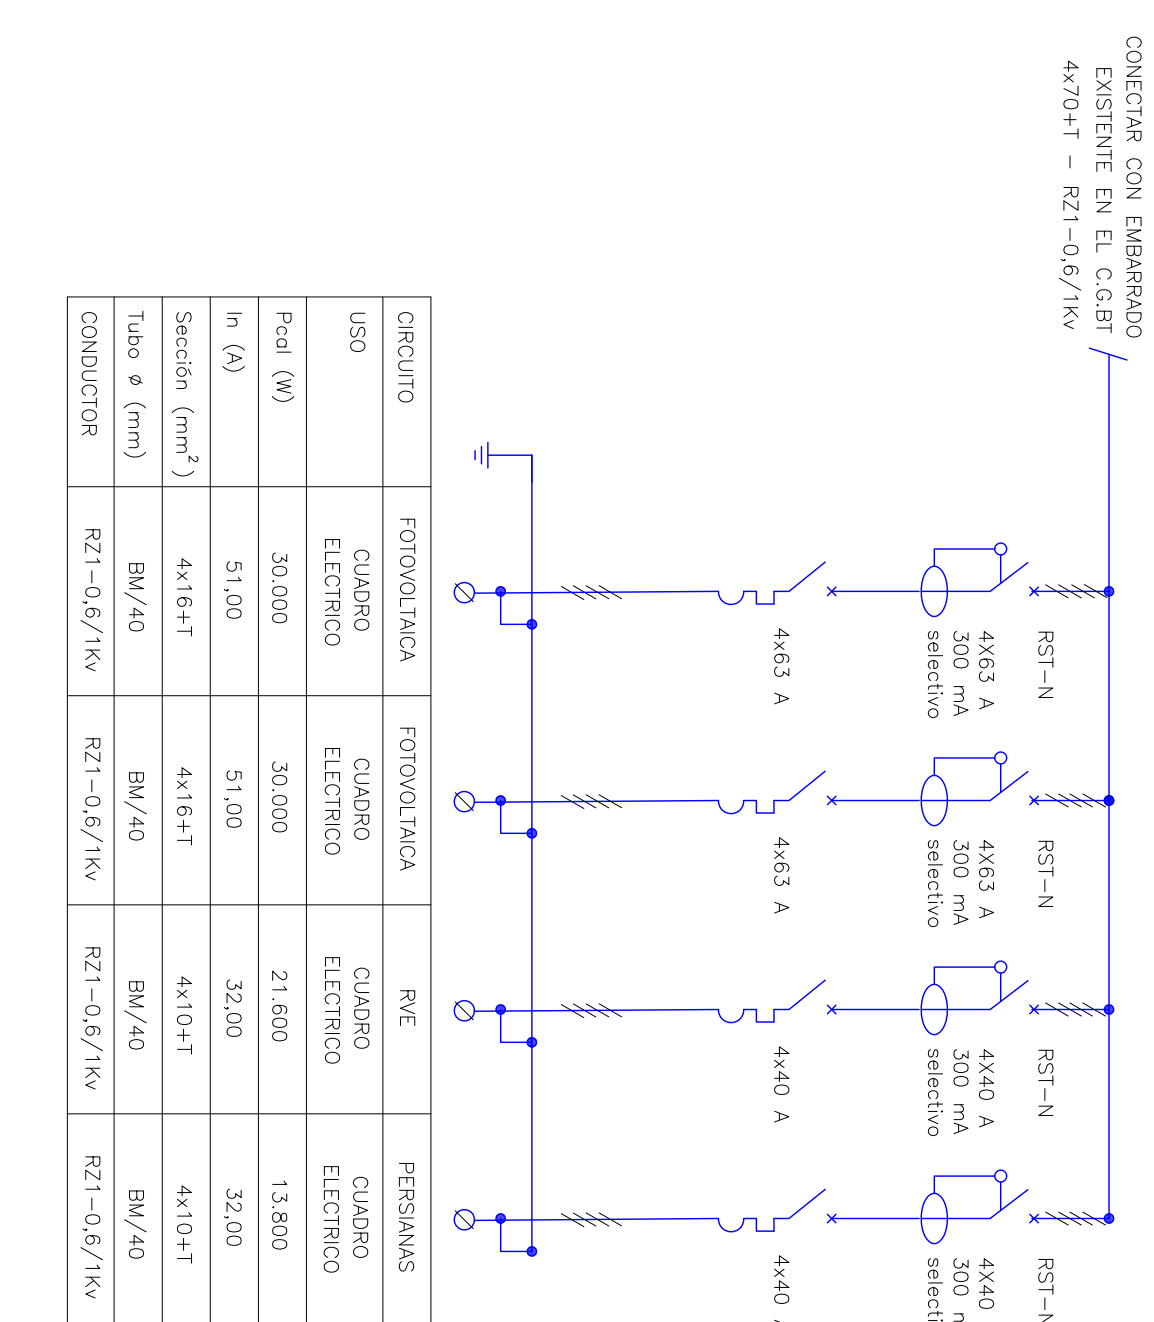 CONECTAR CON EMBARRADO
EXISTENTE EN EL C.G.BT
4x70+T - RZ1-0,6/1Kv
RST-N
RST-N
RST-N
4X63 A
300 mA
selectivo
4X63 A
300 mA
selectivo
4X40 A
300 mA
selectivo
4X40
300
4x63 A
4x63 A
4x40 A
4x40
CIRCUITO FOTOVOLTAICA FOTOVOLTAICA RVE PERSIANAS
USO CUADRO ELECTRICO CUADRO ELECTRICO CUADRO ELECTRICO CUADRO ELECTRICO
Pcal (W) 30.000 30.000 21.600 13.800
In (A) 51,00 51,00 32,00 32,00
Sección (mm²) 4x16+T 4x16+T 4x10+T 4x10+T
Tubo ø (mm) BM/40 BM/40 BM/40 BM/40
CONDUCTOR RZ1-0,6/1Kv RZ1-0,6/1Kv RZ1-0,6/1Kv RZ1-0,6/1Kv